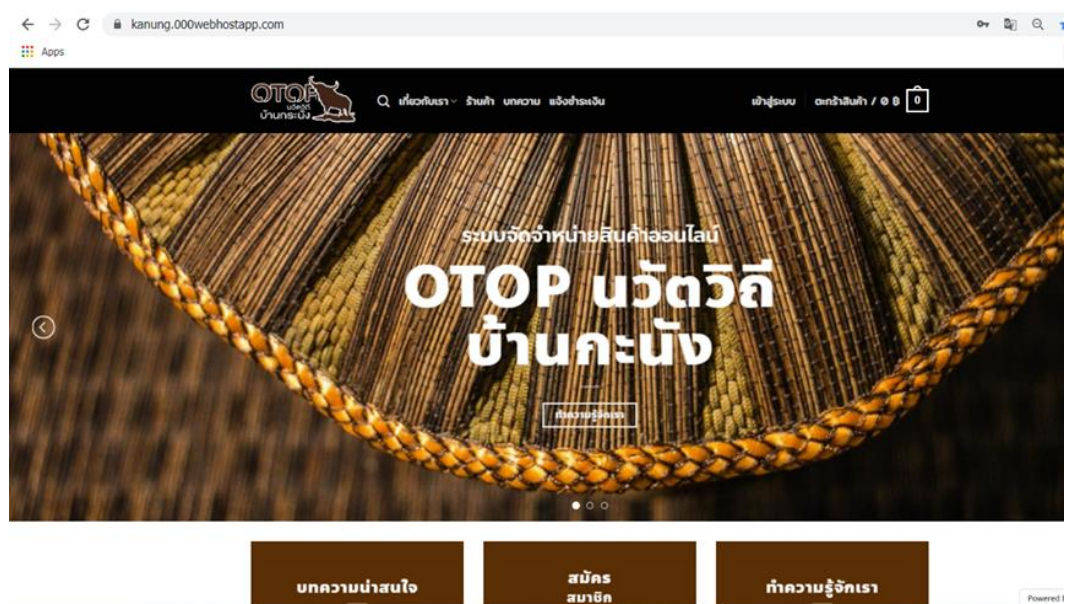 kanung.000webhostapp.com
Apps
OTOP
นวัตวิถี
บ้านกระนัง
เกี่ยวกับเรา ร้านค้า บทความ แจ้งชำระเงิน
เข้าสู่ระบบ
ตะกร้าสินค้า / 0 ฿ 0
ระบบจัดจำหน่ายสินค้าออนไลน์
OTOP นวัตวิถี
บ้านกะนัง
ทำความรู้จักเรา
บทความน่าสนใจ
สมัคร
สมาชิก
ทำความรู้จักเรา
Powered